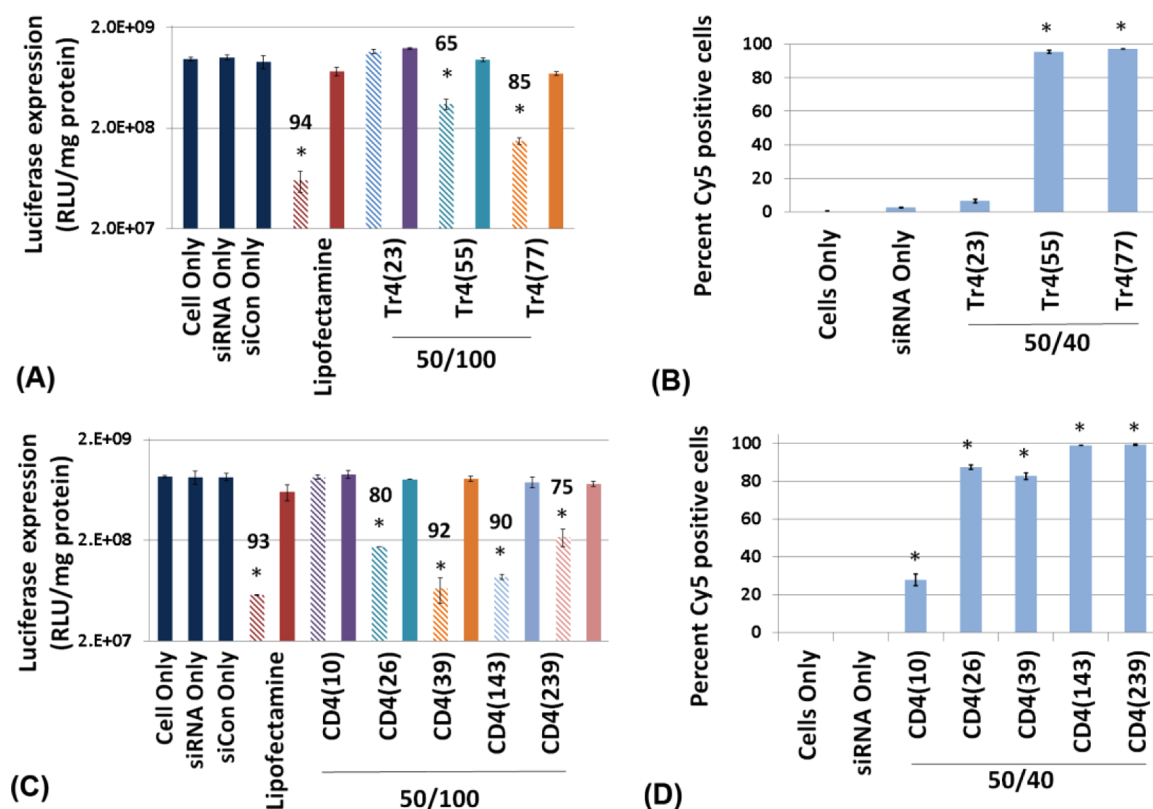 Luciferase expression
(RLU/mg protein)
2.0E+09
2.0E+08
2.0E+07
94
*
65
*
85
*
Cell Only
siRNA Only
siCon Only
Lipofectamine
Tr4(23)
Tr4(55)
Tr4(77)
50/100
(A)
Percent Cy5 positive cells
100
80
60
40
20
0
*
*
Cells Only
siRNA Only
Tr4(23)
Tr4(55)
Tr4(77)
50/40
(B)
Luciferase expression
(RLU/mg protein)
2.E+09
2.E+08
2.E+07
93
*
80
*
92
*
90
*
75
*
Cell Only
siRNA Only
siCon Only
Lipofectamine
CD4(10)
CD4(26)
CD4(39)
CD4(143)
CD4(239)
50/100
(C)
Percent Cy5 positive cells
100
80
60
40
20
0
*
*
*
*
*
Cells Only
siRNA Only
CD4(10)
CD4(26)
CD4(39)
CD4(143)
CD4(239)
50/40
(D)